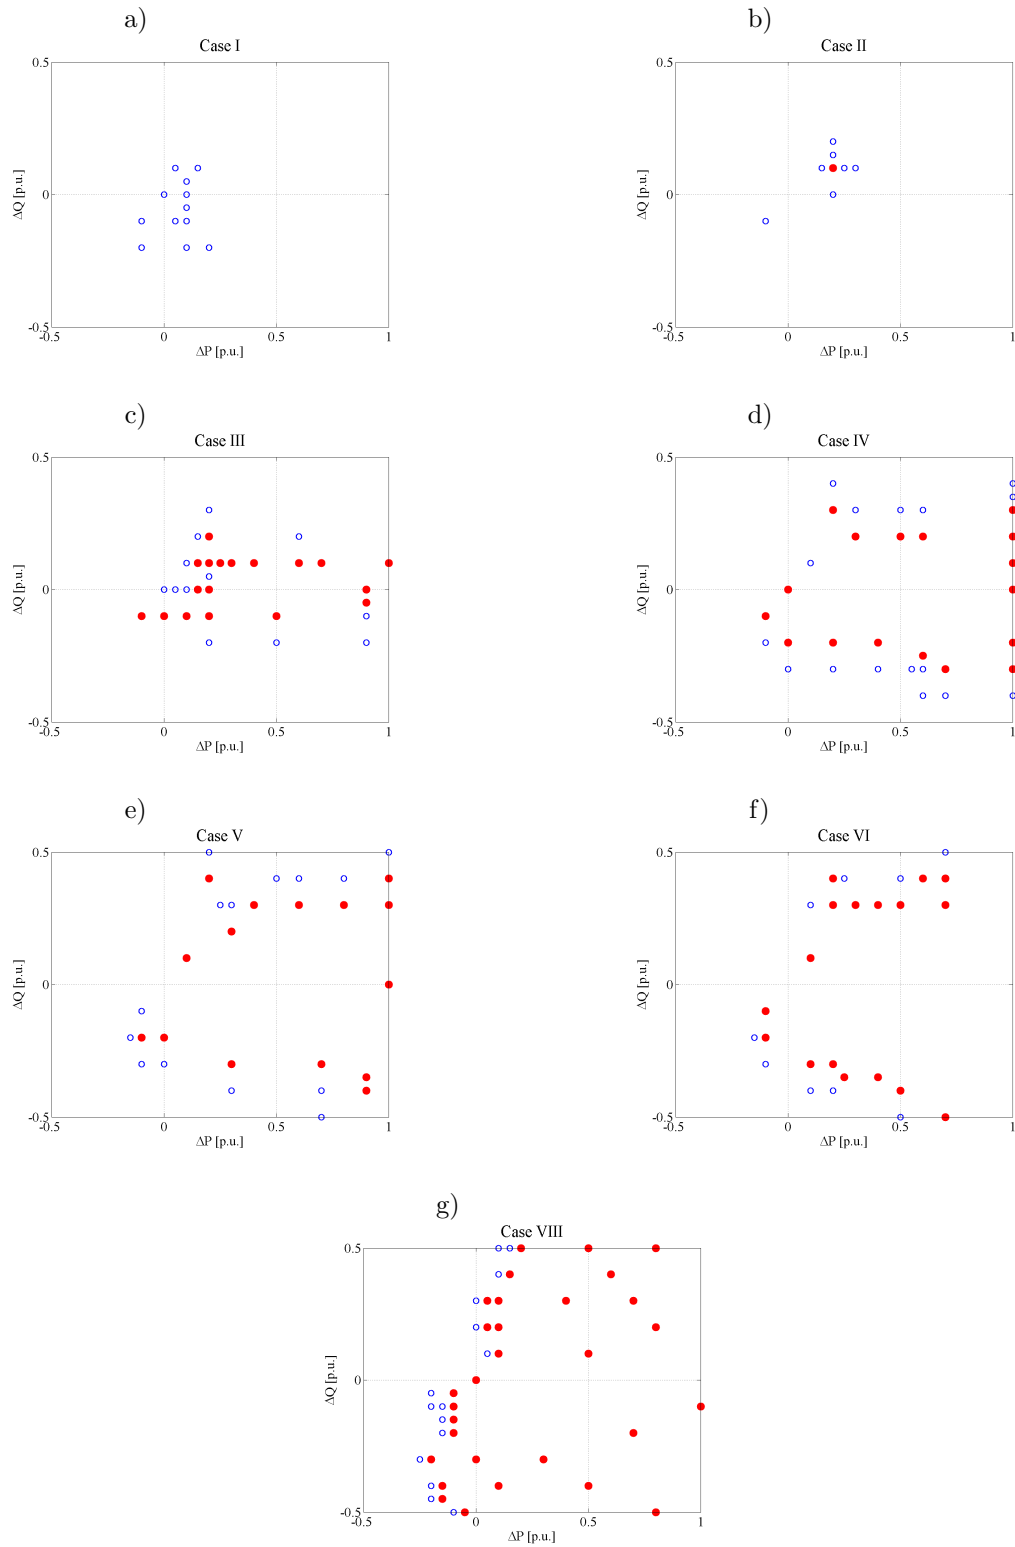 a)
Case I
0.5
0
-0.5
-0.5 0 0.5 1
ΔP [p.u.]
ΔQ [p.u.]
b)
Case II
0.5
0
-0.5
-0.5 0 0.5 1
ΔP [p.u.]
ΔQ [p.u.]
c)
Case III
0.5
0
-0.5
-0.5 0 0.5 1
ΔP [p.u.]
ΔQ [p.u.]
d)
Case IV
0.5
0
-0.5
-0.5 0 0.5 1
ΔP [p.u.]
ΔQ [p.u.]
e)
Case V
0.5
0
-0.5
-0.5 0 0.5 1
ΔP [p.u.]
ΔQ [p.u.]
f)
Case VI
0.5
0
-0.5
-0.5 0 0.5 1
ΔP [p.u.]
ΔQ [p.u.]
g)
Case VIII
0.5
0
-0.5
-0.5 0 0.5 1
ΔP [p.u.]
ΔQ [p.u.]